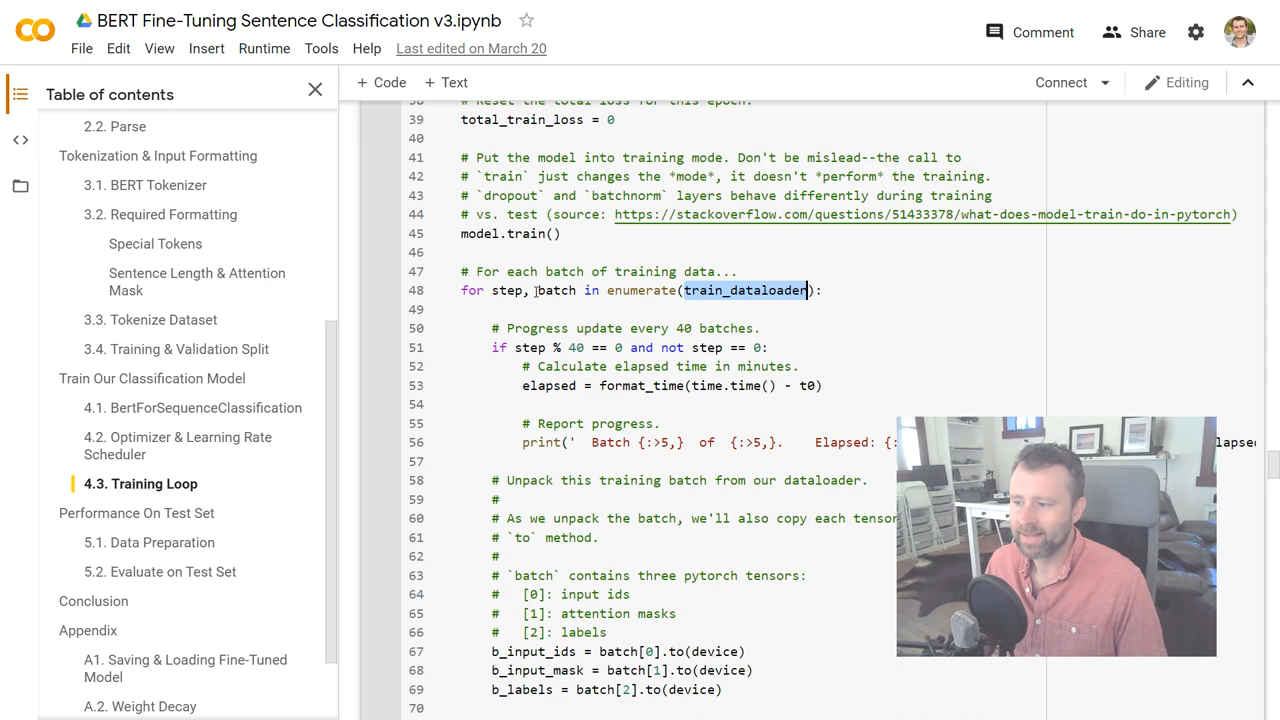 BERT Fine-Tuning Sentence Classification v3.ipynb
File Edit View Insert Runtime Tools Help Last edited on March 20
Comment
Share
Table of contents
2.2. Parse
Tokenization & Input Formatting
3.1. BERT Tokenizer
3.2. Required Formatting
Special Tokens
Sentence Length & Attention
Mask
3.3. Tokenize Dataset
3.4. Training & Validation Split
Train Our Classification Model
4.1. BertForSequenceClassification
4.2. Optimizer & Learning Rate
Scheduler
4.3. Training Loop
Performance On Test Set
5.1. Data Preparation
5.2. Evaluate on Test Set
Conclusion
Appendix
A1. Saving & Loading Fine-Tuned
Model
A.2. Weight Decay
+ Code + Text
Connect
Editing
38 # Reset the total loss for this epoch.
39 total_train_loss = 0
40
41 # Put the model into training mode. Don't be mislead--the call to
42 # `train` just changes the *mode*, it doesn't *perform* the training.
43 # `dropout` and `batchnorm` layers behave differently during training
44 # vs. test (source: https://stackoverflow.com/questions/51433378/what-does-model-train-do-in-pytorch)
45 model.train()
46
47 # For each batch of training data...
48 for step, batch in enumerate(train_dataloader):
49
50 # Progress update every 40 batches.
51 if step % 40 == 0 and not step == 0:
52 # Calculate elapsed time in minutes.
53 elapsed = format_time(time.time() - t0)
54
55 # Report progress.
56 print('  Batch {:>5,}  of  {:>5,}.    Elapsed: {: elapsed
57
58 # Unpack this training batch from our dataloader.
59 #
60 # As we unpack the batch, we'll also copy each tensor
61 # `to` method.
62 #
63 # `batch` contains three pytorch tensors:
64 #   [0]: input ids
65 #   [1]: attention masks
66 #   [2]: labels
67 b_input_ids = batch[0].to(device)
68 b_input_mask = batch[1].to(device)
69 b_labels = batch[2].to(device)
70